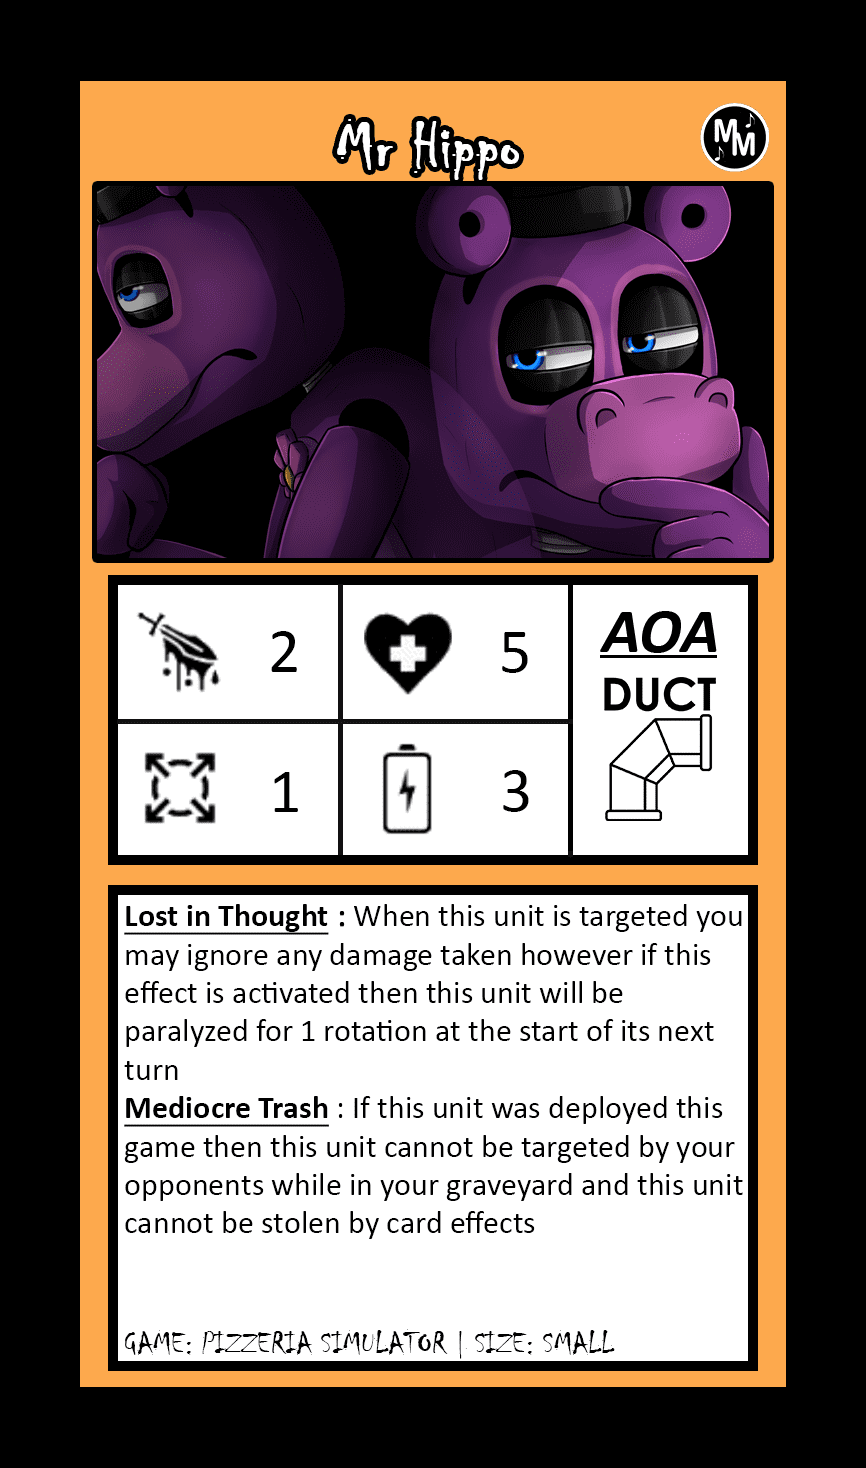 Mr Hippo
MM
2
5
AOA
DUCT
1
3
Lost in Thought : When this unit is targeted you
may ignore any damage taken however if this
effect is activated then this unit will be
paralyzed for 1 rotation at the start of its next
turn
Mediocre Trash : If this unit was deployed this
game then this unit cannot be targeted by your
opponents while in your graveyard and this unit
cannot be stolen by card effects
GAME: PIZZERIA SIMULATOR | SIZE: SMALL